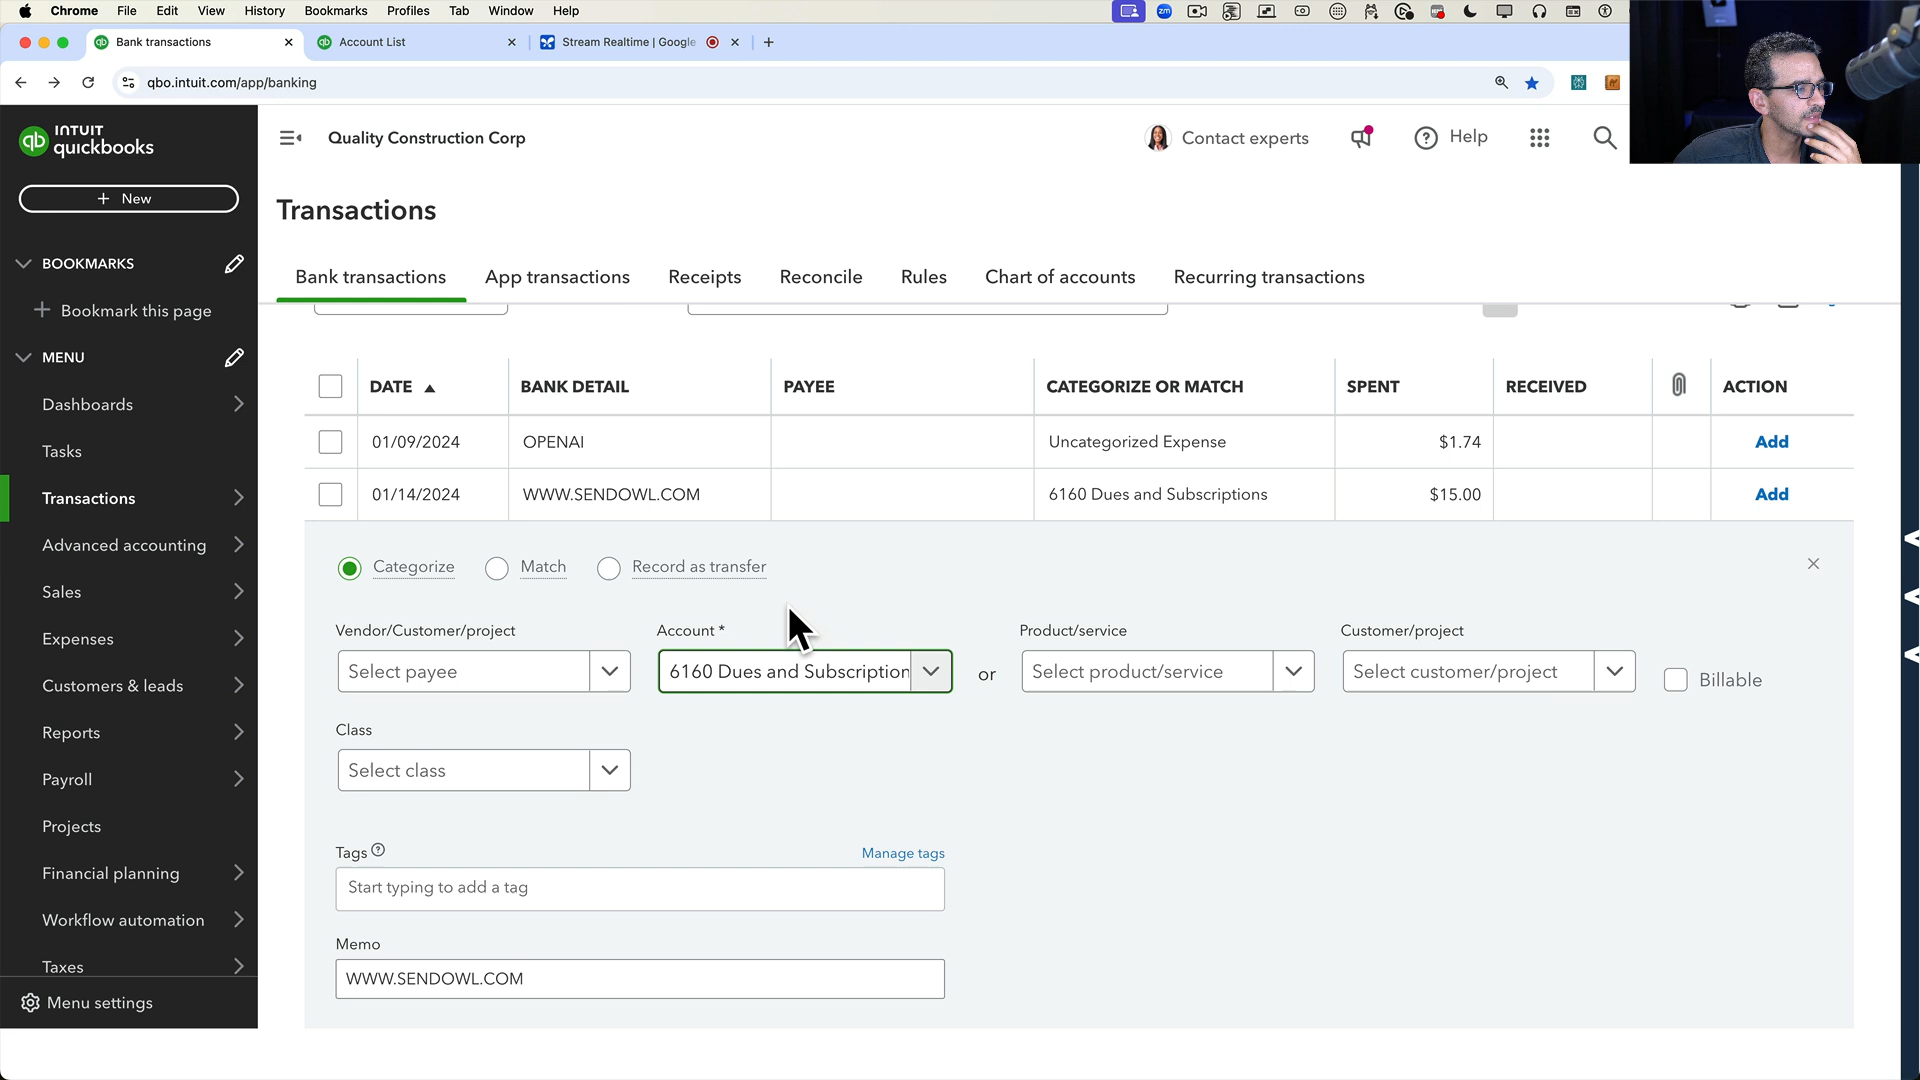 Chrome File Edit View History Bookmarks Profiles Tab Window Help
Bank transactions
Account List
Stream Realtime | Google
qbo.intuit.com/app/banking
INTUIT
quickbooks
Quality Construction Corp
Contact experts
Help
New
Transactions
BOOKMARKS
Bank transactions App transactions Receipts Reconcile Rules Chart of accounts Recurring transactions
Bookmark this page
MENU
Dashboards
Tasks
Transactions
Advanced accounting
Sales
Expenses
Customers & leads
Reports
Payroll
Projects
Financial planning
Workflow automation
Taxes
Menu settings
DATE BANK DETAIL PAYEE CATEGORIZE OR MATCH SPENT RECEIVED ACTION
01/09/2024 OPENAI Uncategorized Expense $1.74 Add
01/14/2024 WWW.SENDOWL.COM 6160 Dues and Subscriptions $15.00 Add
Categorize Match Record as transfer
Vendor/Customer/project Account * Product/service Customer/project
Select payee 6160 Dues and Subscription or Select product/service Select customer/project Billable
Class
Select class
Tags Manage tags
Start typing to add a tag
Memo
WWW.SENDOWL.COM